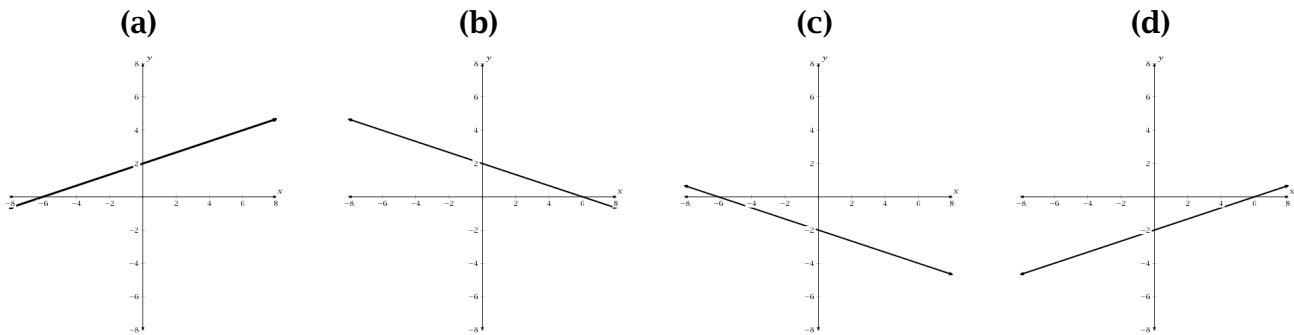 (a) (b) (c) (d)
y y y y
8 8 8 8
6 6 6 6
4 4 4 4
2 2 2 2
x x x x
−8 −6 −4 −2 2 4 6 8 −8 −6 −4 −2 2 4 6 8 −8 −6 −4 −2 2 4 6 8 −8 −6 −4 −2 2 4 6 8
−2 −2 −2 −2
−4 −4 −4 −4
−6 −6 −6 −6
−8 −8 −8 −8